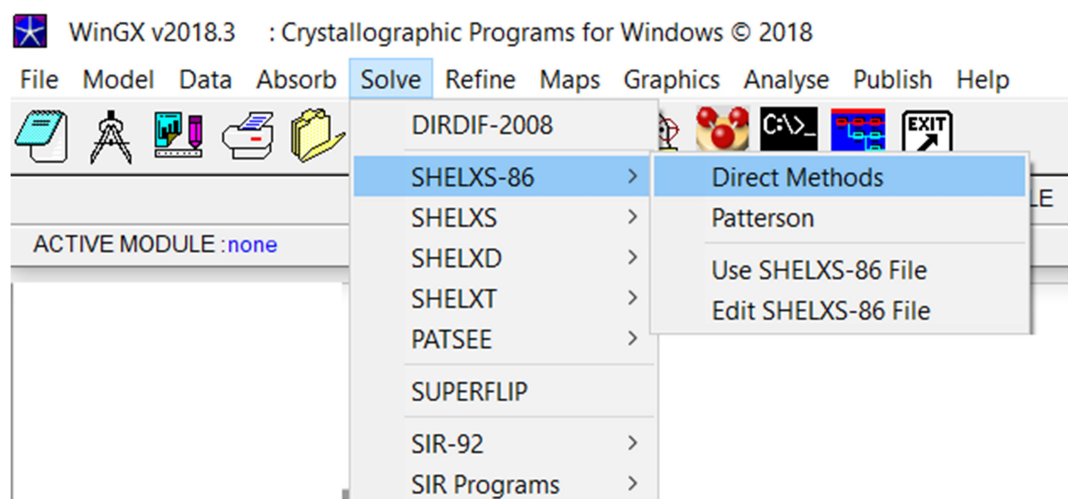 WinGX v2018.3 : Crystallographic Programs for Windows © 2018
File Model Data Absorb Solve Refine Maps Graphics Analyse Publish Help
C:\>_ EXIT
DIRDIF-2008
SHELXS-86 > Direct Methods
LE
SHELXS > Patterson
ACTIVE MODULE :none
SHELXD > Use SHELXS-86 File
SHELXT > Edit SHELXS-86 File
PATSEE >
SUPERFLIP
SIR-92 >
SIR Programs >